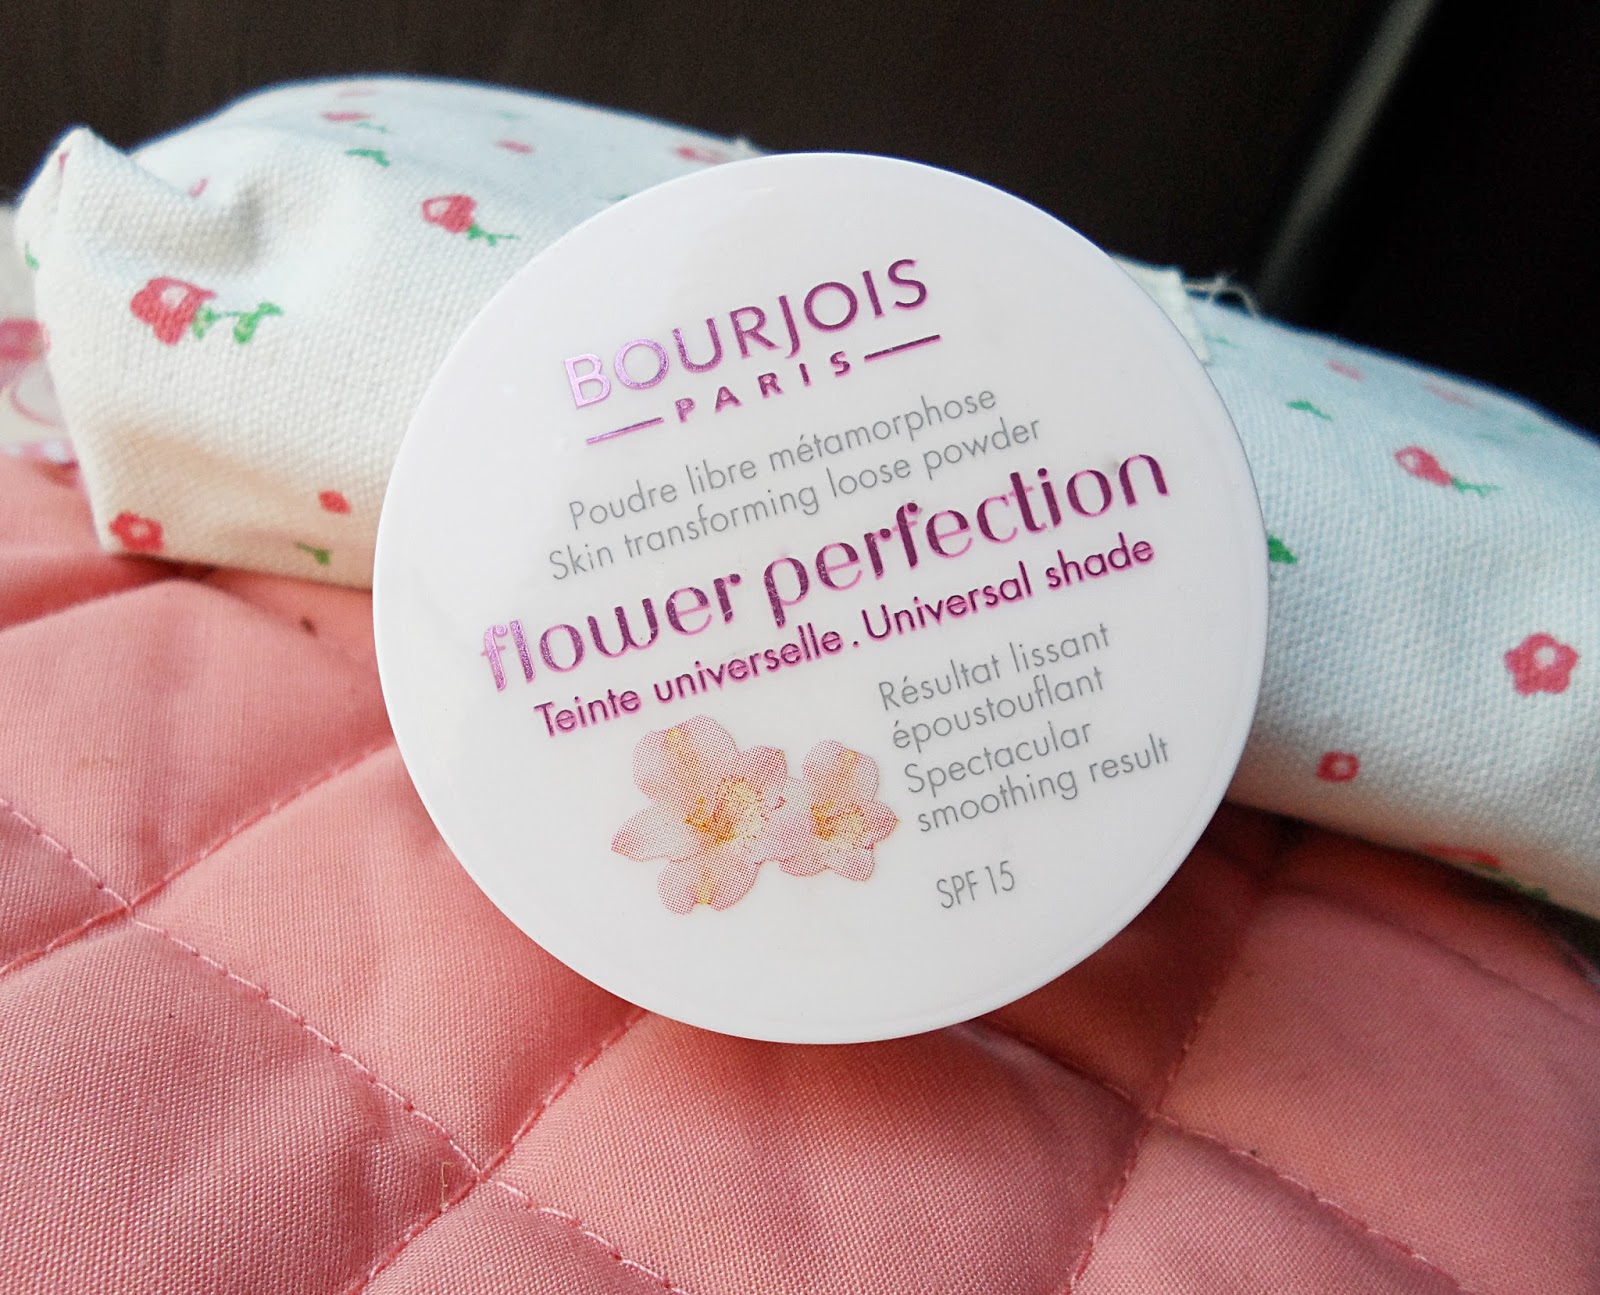 BOURJOIS
PARIS
Poudre libre métamorphose
Skin transforming loose powder
flower perfection
Teinte universelle. Universal shade
Résultat lissant
époustouflant
Spectacular
smoothing result
SPF 15